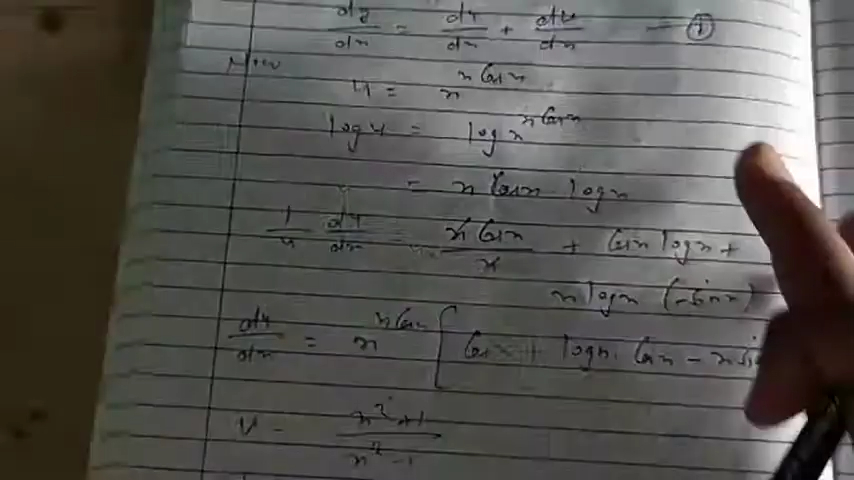 dy/dx = du/dx + dv/dx — ①
Now
u = x^(x Cos x)
log u = log x^(x Cos x)
= x Cos x . log x
1/u du/dx = x Cos x / x + Cos x log x +
x log x (-sin x)
du/dx = x^(x Cos x) [ Cos x + log x . Cos x - x si
v = x²+1 / x²-1